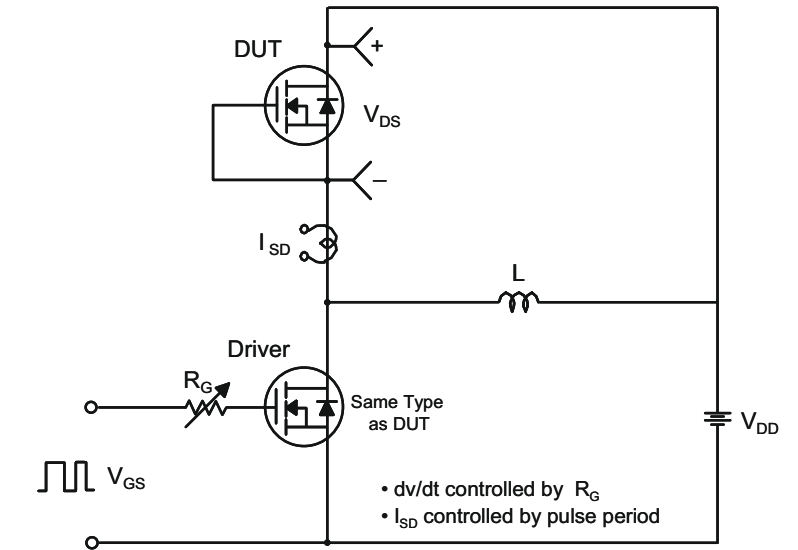 DUT
+
VDS
–
I SD
L
Driver
RG
Same Type
as DUT
VDD
VGS
• dv/dt controlled by RG
• ISD controlled by pulse period